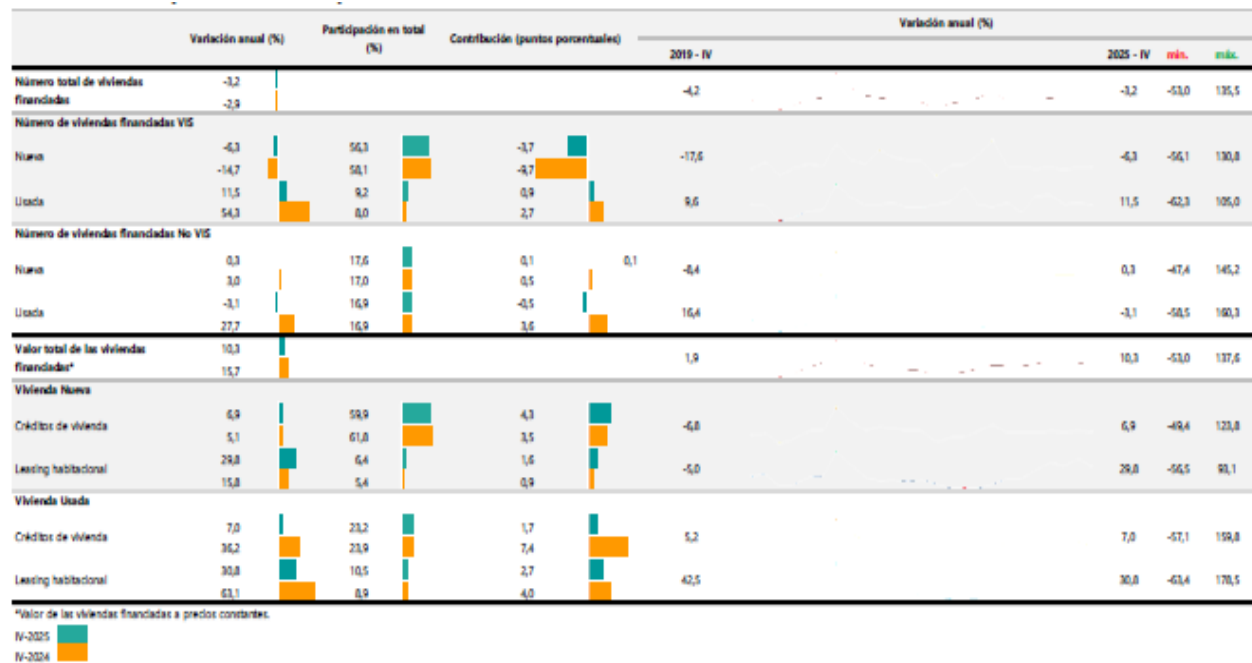 Variación anual (%) Participación en total (%) Contribución (puntos porcentuales) Variación anual (%)
2019 - IV 2025 - IV mín. máx.
Número total de viviendas financiadas -3,2 -4,2 -3,2 -53,0 135,5
-2,9
Número de viviendas financiadas VIS
Nueva -6,3 56,3 -3,7 -17,6 -6,3 -56,1 130,8
-14,7 58,1 -9,7
Usada 11,5 9,2 0,9 9,6 11,5 -62,3 105,0
54,3 8,0 2,7
Número de viviendas financiadas No VIS
Nueva 0,3 17,6 0,1 0,1 -8,4 0,3 -47,4 145,2
3,0 17,0 0,5
Usada -3,1 16,9 -0,5 16,4 -3,1 -58,5 160,3
27,7 16,9 3,6
Valor total de las viviendas financiadas* 10,3 1,9 10,3 -53,0 137,6
15,7
Vivienda Nueva
Créditos de vivienda 6,9 59,9 4,3 -6,8 6,9 -49,4 123,8
5,1 61,8 3,5
Leasing habitacional 29,8 6,4 1,6 -5,0 29,8 -56,5 93,1
15,8 5,4 0,9
Vivienda Usada
Créditos de vivienda 7,0 23,2 1,7 5,2 7,0 -57,1 159,8
36,2 23,9 7,4
Leasing habitacional 30,8 10,5 2,7 42,5 30,8 -63,4 178,5
63,1 8,9 4,0
*Valor de las viviendas financiadas a precios constantes.
IV-2025
IV-2024